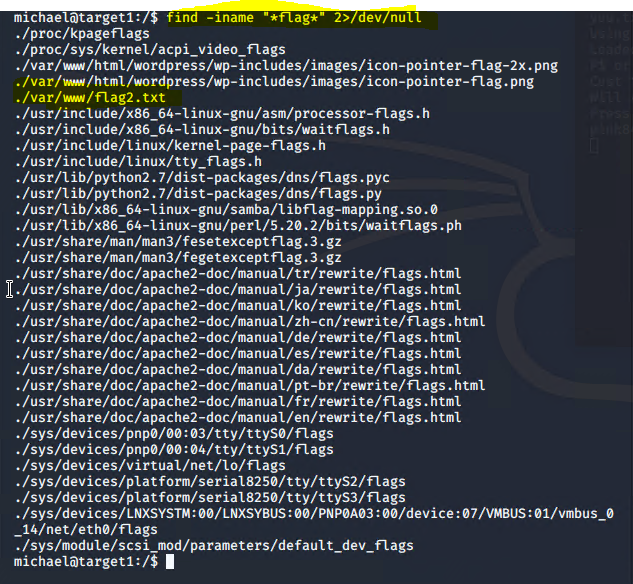 michael@target1:/$ find -iname "*flag*" 2>/dev/null
./proc/kpageflags
./proc/sys/kernel/acpi_video_flags
./var/www/html/wordpress/wp-includes/images/icon-pointer-flag-2x.png
./var/www/html/wordpress/wp-includes/images/icon-pointer-flag.png
./var/www/flag2.txt
./usr/include/x86_64-linux-gnu/asm/processor-flags.h
./usr/include/x86_64-linux-gnu/bits/waitflags.h
./usr/include/linux/kernel-page-flags.h
./usr/include/linux/tty_flags.h
./usr/lib/python2.7/dist-packages/dns/flags.pyc
./usr/lib/python2.7/dist-packages/dns/flags.py
./usr/lib/x86_64-linux-gnu/samba/libflag-mapping.so.0
./usr/lib/x86_64-linux-gnu/perl/5.20.2/bits/waitflags.ph
./usr/share/man/man3/fesetexceptflag.3.gz
./usr/share/man/man3/fegetexceptflag.3.gz
./usr/share/doc/apache2-doc/manual/tr/rewrite/flags.html
./usr/share/doc/apache2-doc/manual/ja/rewrite/flags.html
./usr/share/doc/apache2-doc/manual/ko/rewrite/flags.html
./usr/share/doc/apache2-doc/manual/zh-cn/rewrite/flags.html
./usr/share/doc/apache2-doc/manual/de/rewrite/flags.html
./usr/share/doc/apache2-doc/manual/es/rewrite/flags.html
./usr/share/doc/apache2-doc/manual/da/rewrite/flags.html
./usr/share/doc/apache2-doc/manual/pt-br/rewrite/flags.html
./usr/share/doc/apache2-doc/manual/fr/rewrite/flags.html
./usr/share/doc/apache2-doc/manual/en/rewrite/flags.html
./sys/devices/pnp0/00:03/tty/ttyS0/flags
./sys/devices/pnp0/00:04/tty/ttyS1/flags
./sys/devices/virtual/net/lo/flags
./sys/devices/platform/serial8250/tty/ttyS2/flags
./sys/devices/platform/serial8250/tty/ttyS3/flags
./sys/devices/LNXSYSTM:00/LNXSYBUS:00/PNP0A03:00/device:07/VMBUS:01/vmbus_0
_14/net/eth0/flags
./sys/module/scsi_mod/parameters/default_dev_flags
michael@target1:/$